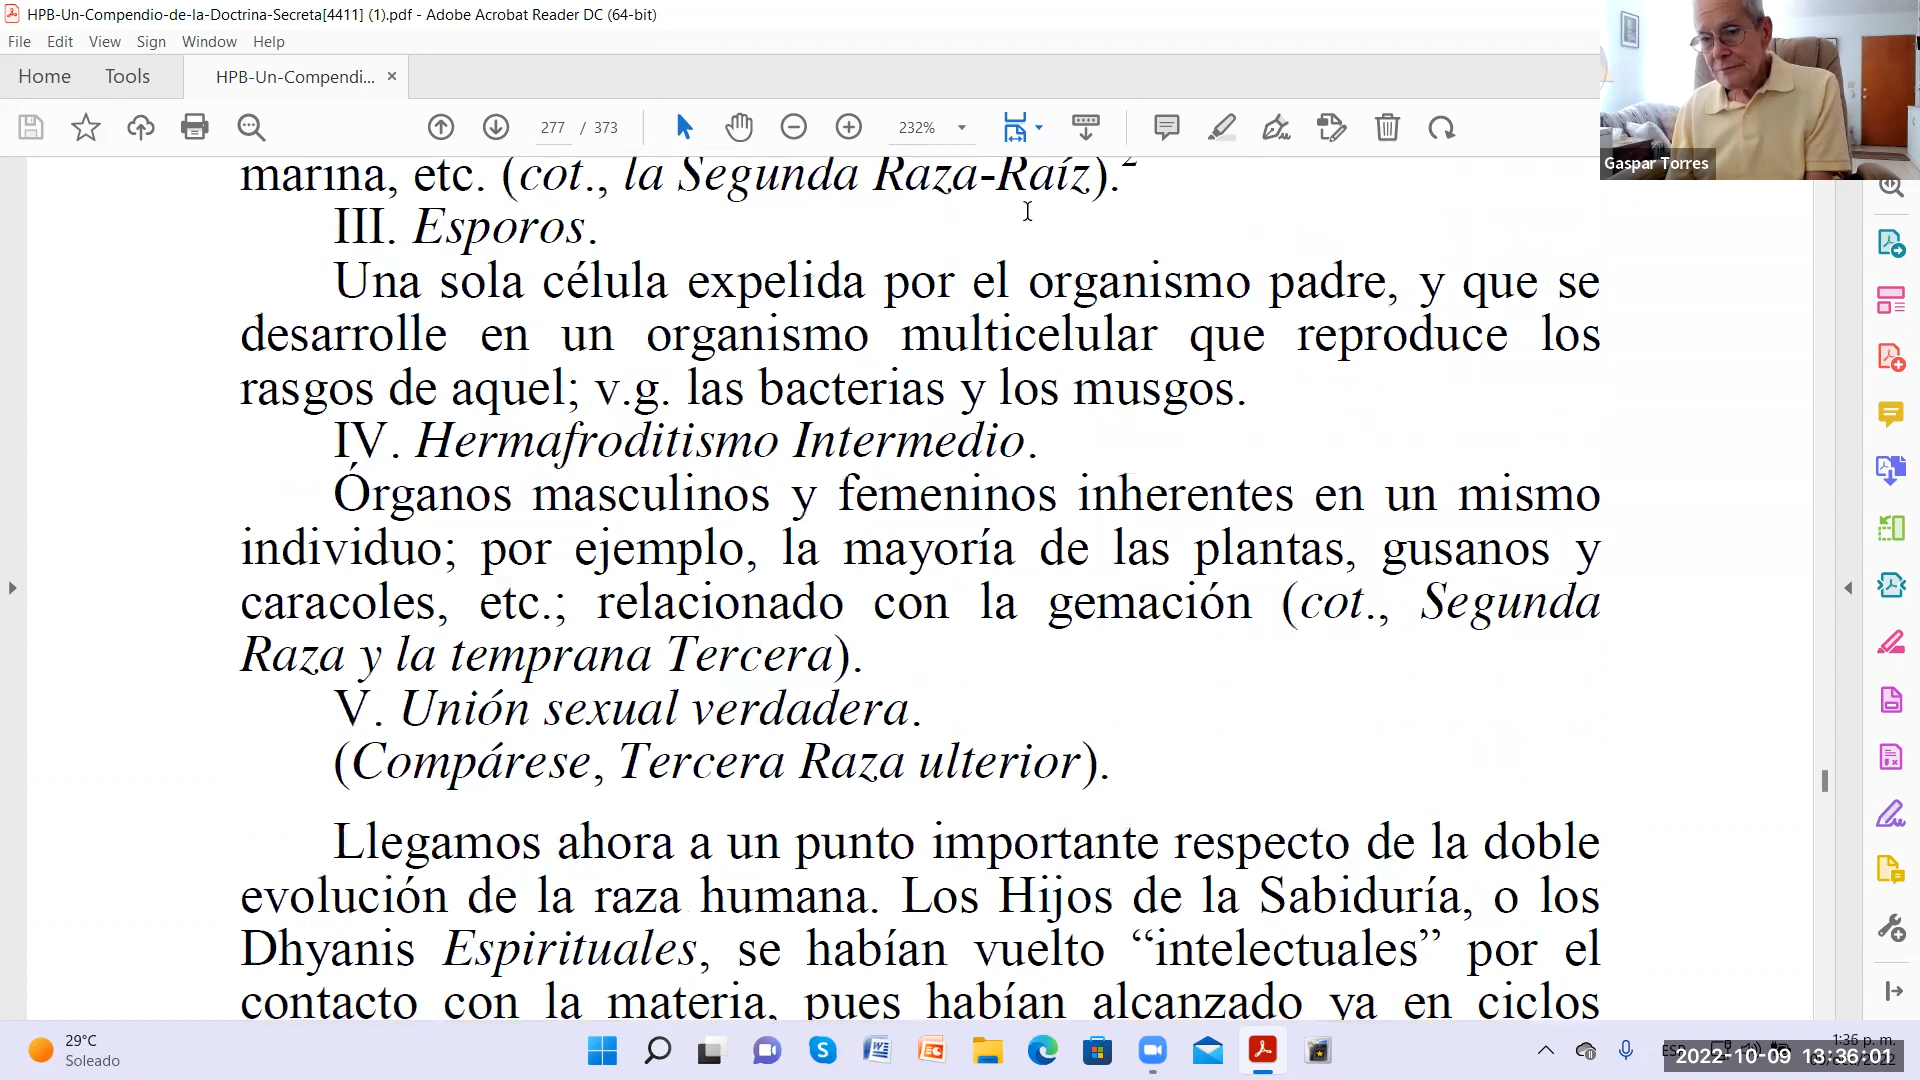 HPB-Un-Compendio-de-la-Doctrina-Secreta[4411] (1).pdf - Adobe Acrobat Reader DC (64-bit)
File Edit View Sign Window Help
Home Tools HPB-Un-Compendi... ×
277 / 373 232%
Gaspar Torres
marina, etc. (cot., la Segunda Raza-Raíz).²
III. Esporos.
Una sola célula expelida por el organismo padre, y que se
desarrolle en un organismo multicelular que reproduce los
rasgos de aquel; v.g. las bacterias y los musgos.
IV. Hermafroditismo Intermedio.
Órganos masculinos y femeninos inherentes en un mismo
individuo; por ejemplo, la mayoría de las plantas, gusanos y
caracoles, etc.; relacionado con la gemación (cot., Segunda
Raza y la temprana Tercera).
V. Unión sexual verdadera.
(Compárese, Tercera Raza ulterior).
Llegamos ahora a un punto importante respecto de la doble
evolución de la raza humana. Los Hijos de la Sabiduría, o los
Dhyanis Espirituales, se habían vuelto “intelectuales” por el
contacto con la materia, pues habían alcanzado ya en ciclos
29°C
Soleado
1:36 p. m.
2022-10-09 13:36:01